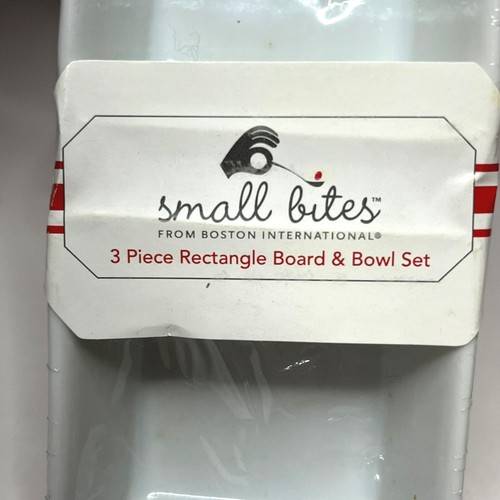 small bites™
FROM BOSTON INTERNATIONAL®
3 Piece Rectangle Board & Bowl Set